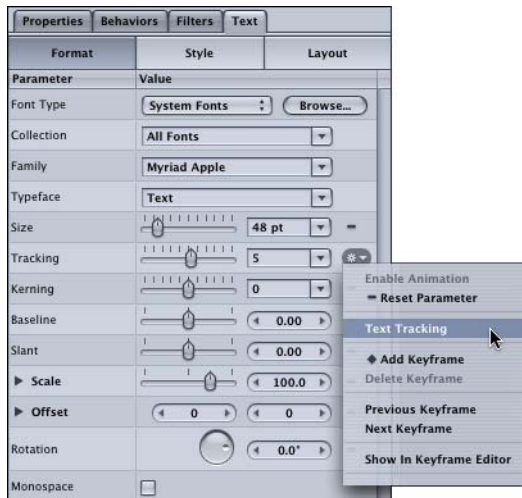 Properties Behaviors Filters Text
Format Style Layout
Parameter Value
Font Type System Fonts Browse...
Collection All Fonts
Family Myriad Apple
Typeface Text
Size 48 pt
Tracking 5
Kerning 0
Baseline 0.00
Slant 0.00
Scale 100.0
Offset 0 0
Rotation 0.0°
Monospace
Enable Animation
Reset Parameter
Text Tracking
Add Keyframe
Delete Keyframe
Previous Keyframe
Next Keyframe
Show In Keyframe Editor